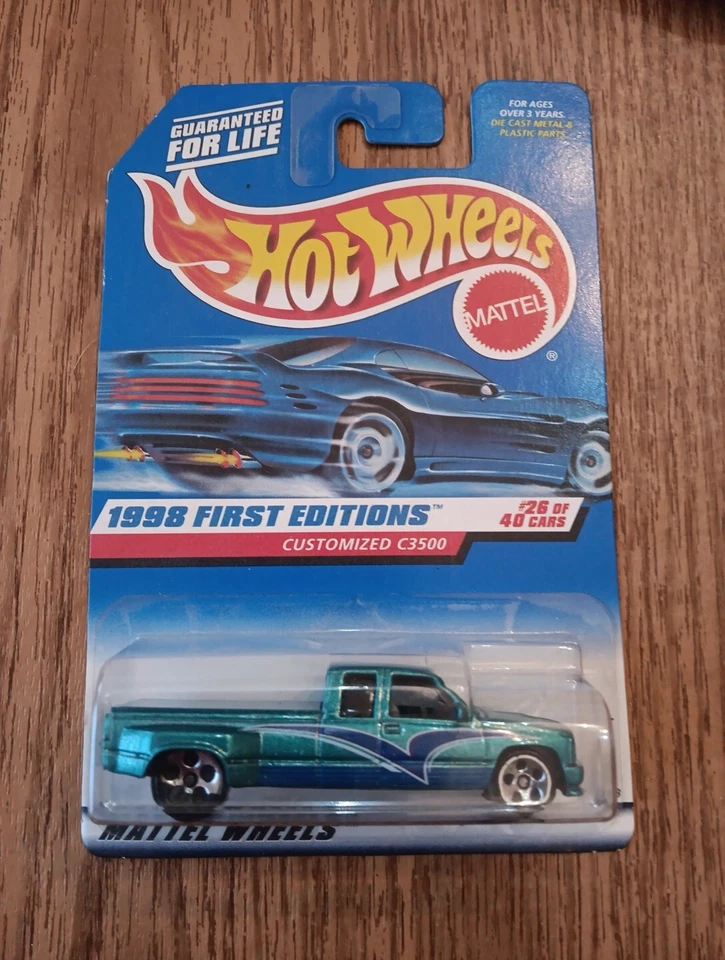 GUARANTEED
FOR LIFE
FOR AGES
OVER 3 YEARS.
DIE CAST METAL &
PLASTIC PARTS.
HOT WHEELS
MATTEL
®
1998 FIRST EDITIONS™
#26 OF
40 CARS
CUSTOMIZED C3500
MATTEL WHEELS